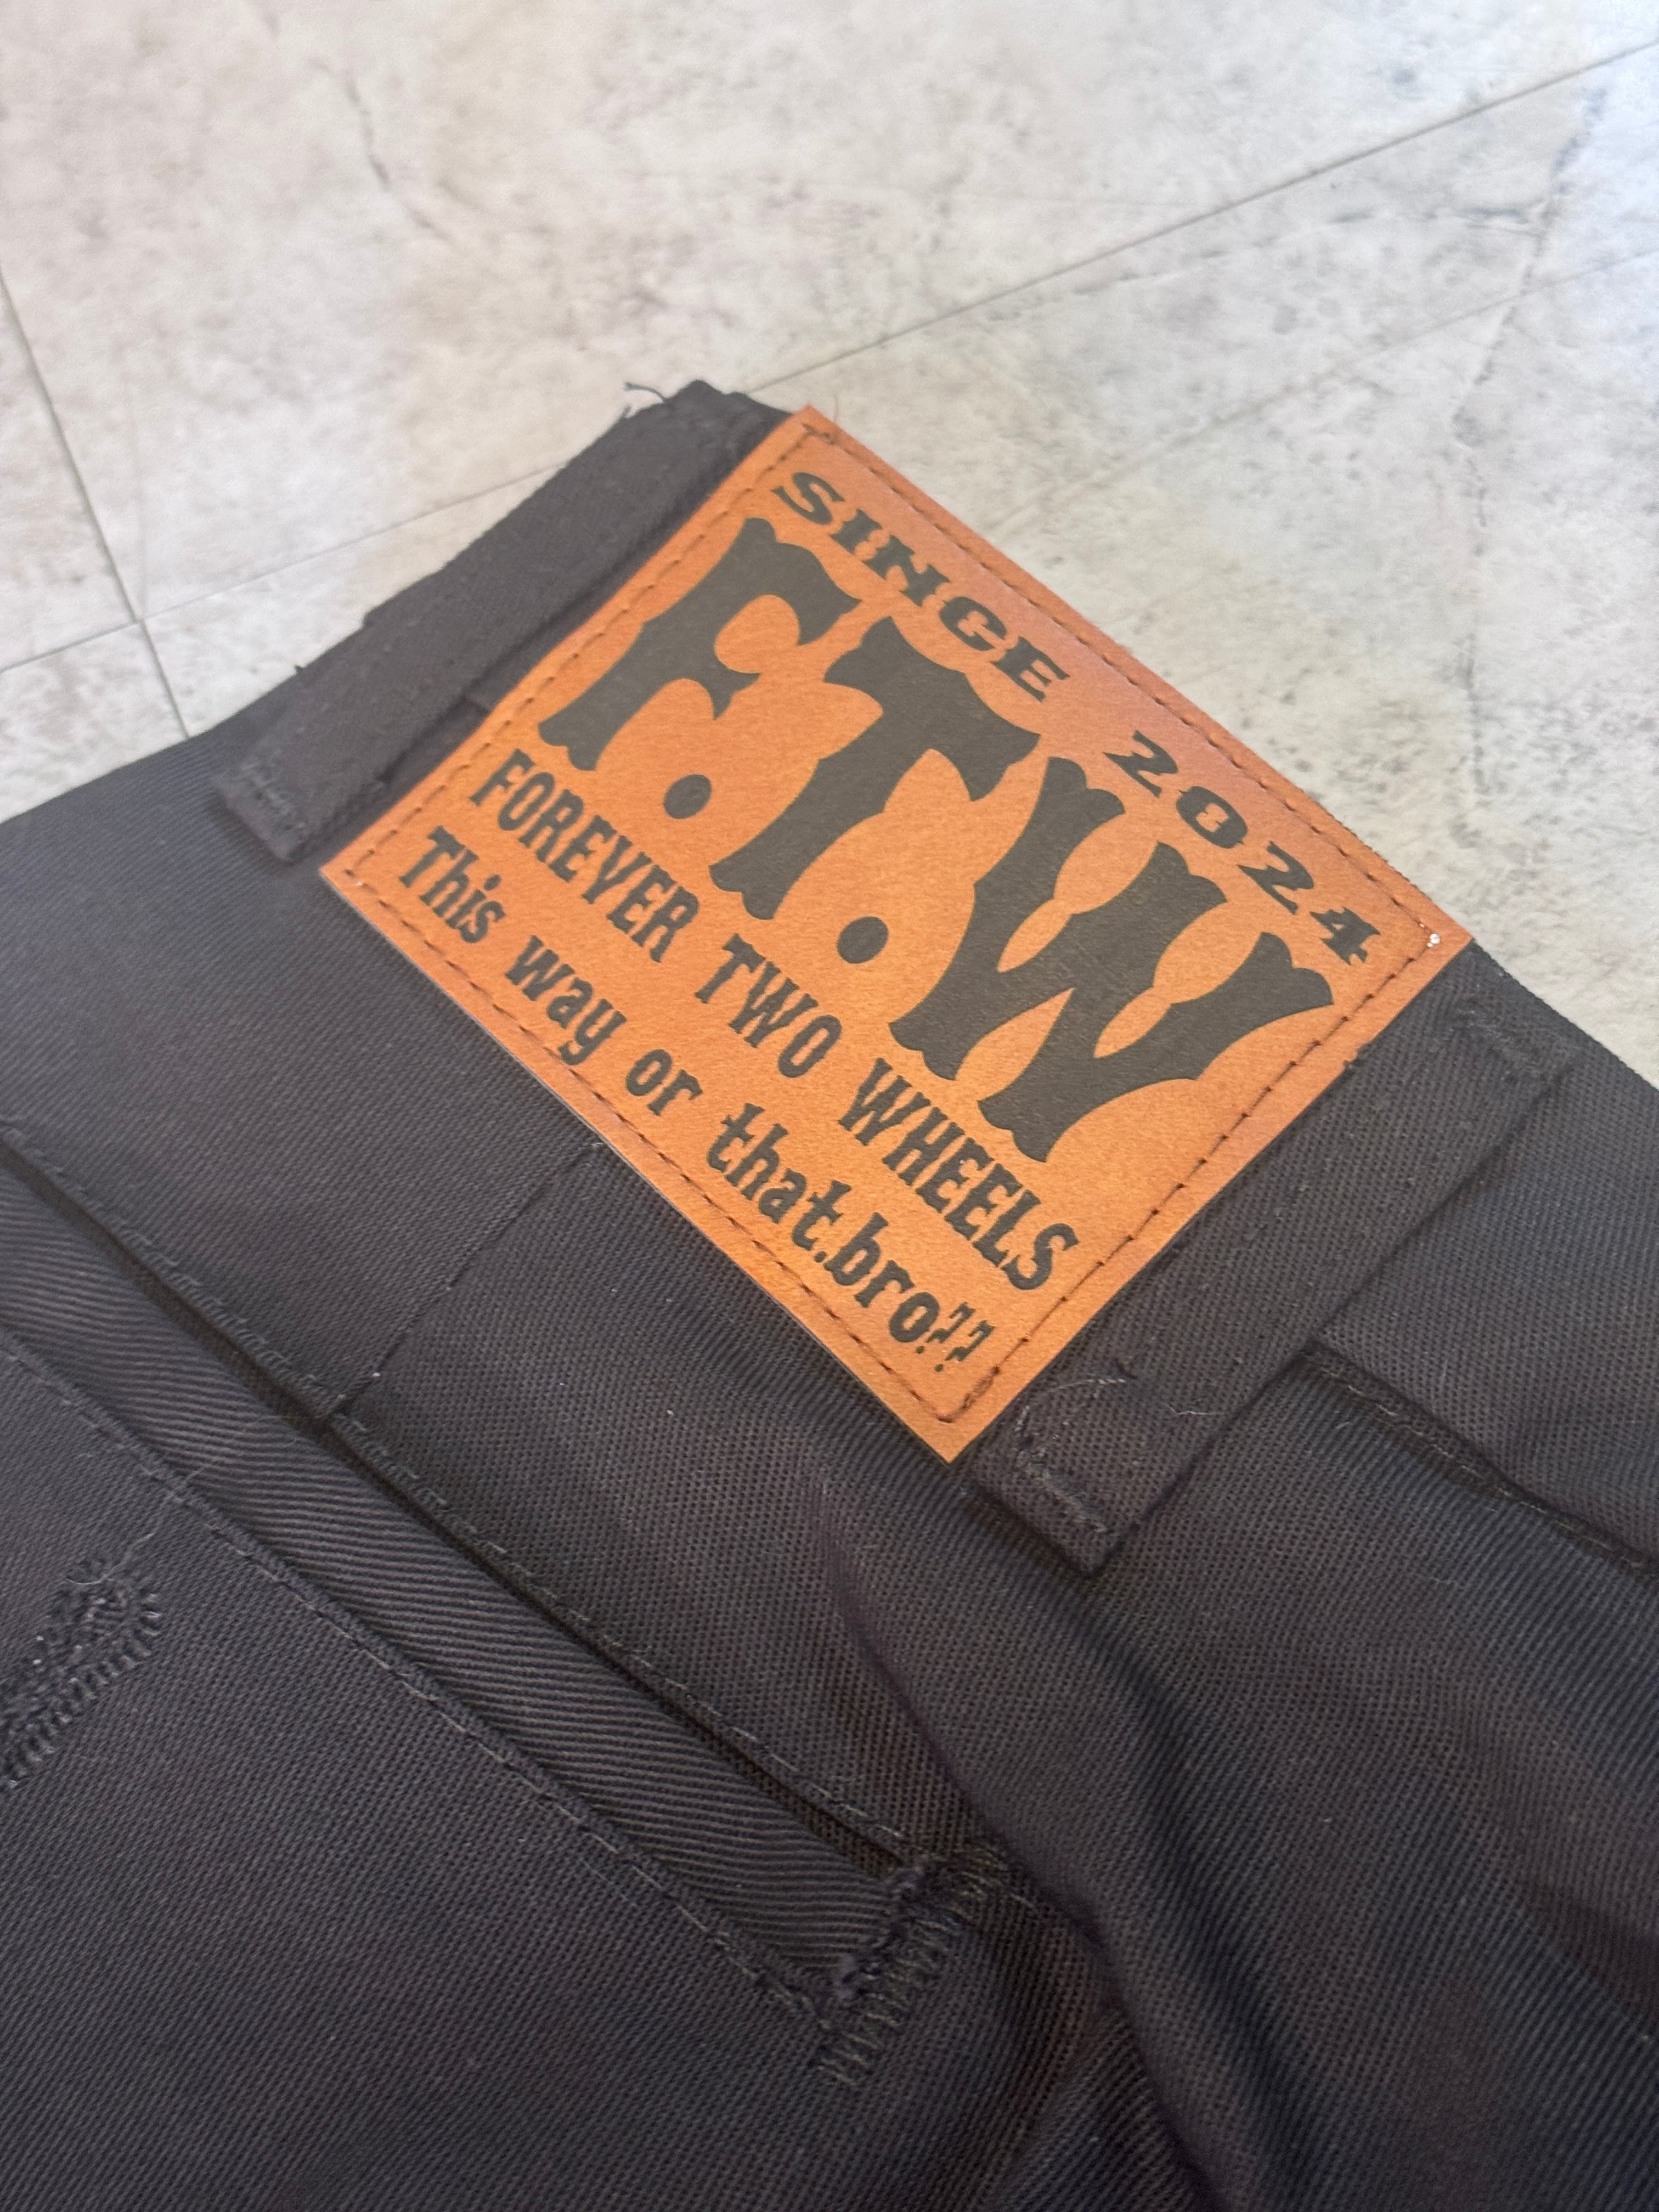 SINCE 2024
F.T.W
FOREVER TWO WHEELS
This way or that.bro??